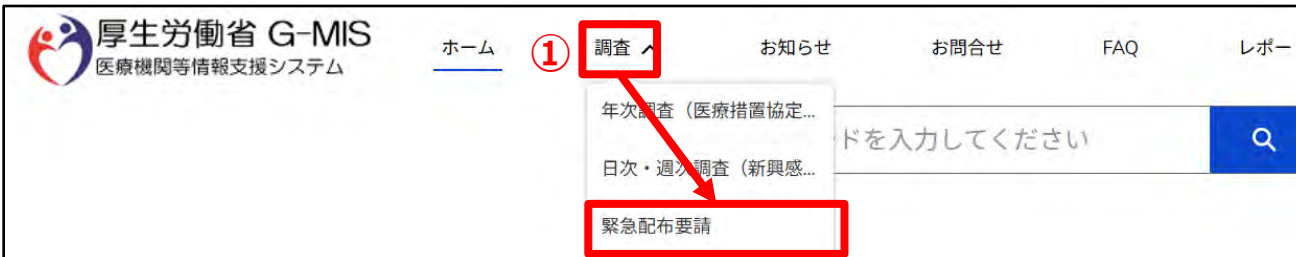 厚生労働省 G-MIS
医療機関等情報支援システム
ホーム
①
調査
お知らせ
お問合せ
FAQ
レポー
年次調査（医療措置協定...
ドを入力してください
日次・週次調査（新興感...
緊急配布要請